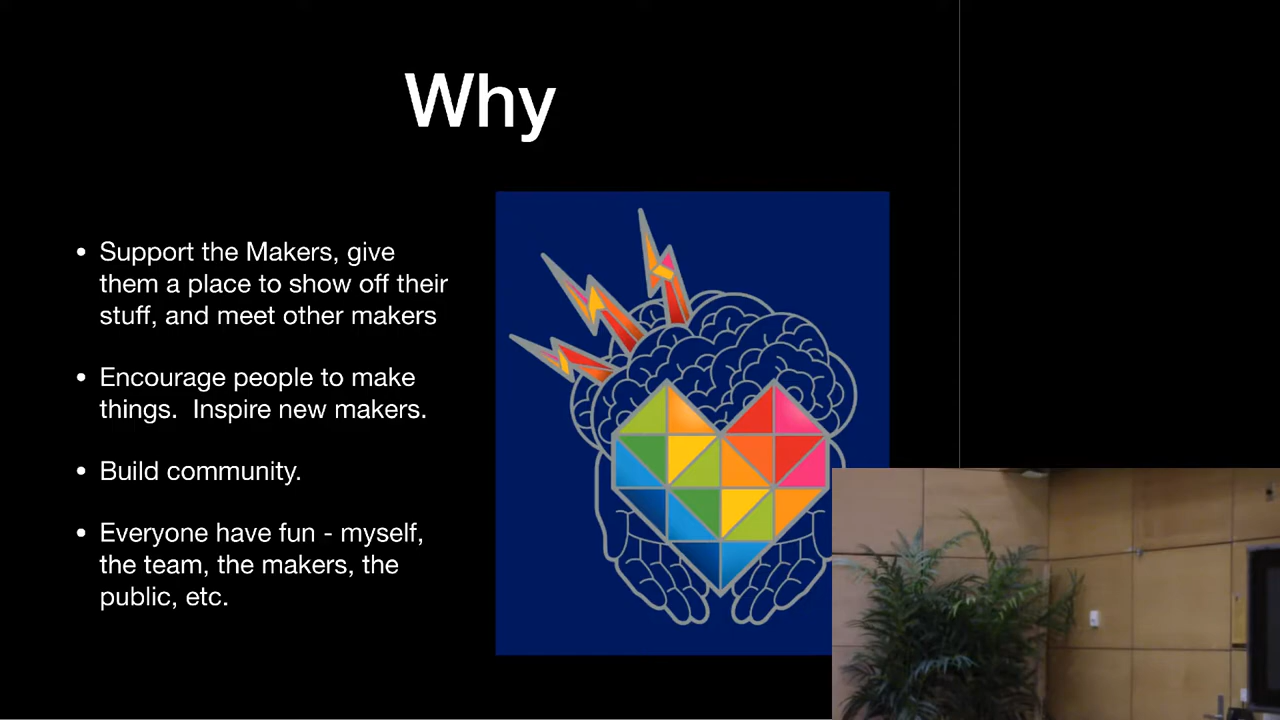 Why
• Support the Makers, give
them a place to show off their
stuff, and meet other makers
• Encourage people to make
things.  Inspire new makers.
• Build community.
• Everyone have fun - myself,
the team, the makers, the
public, etc.